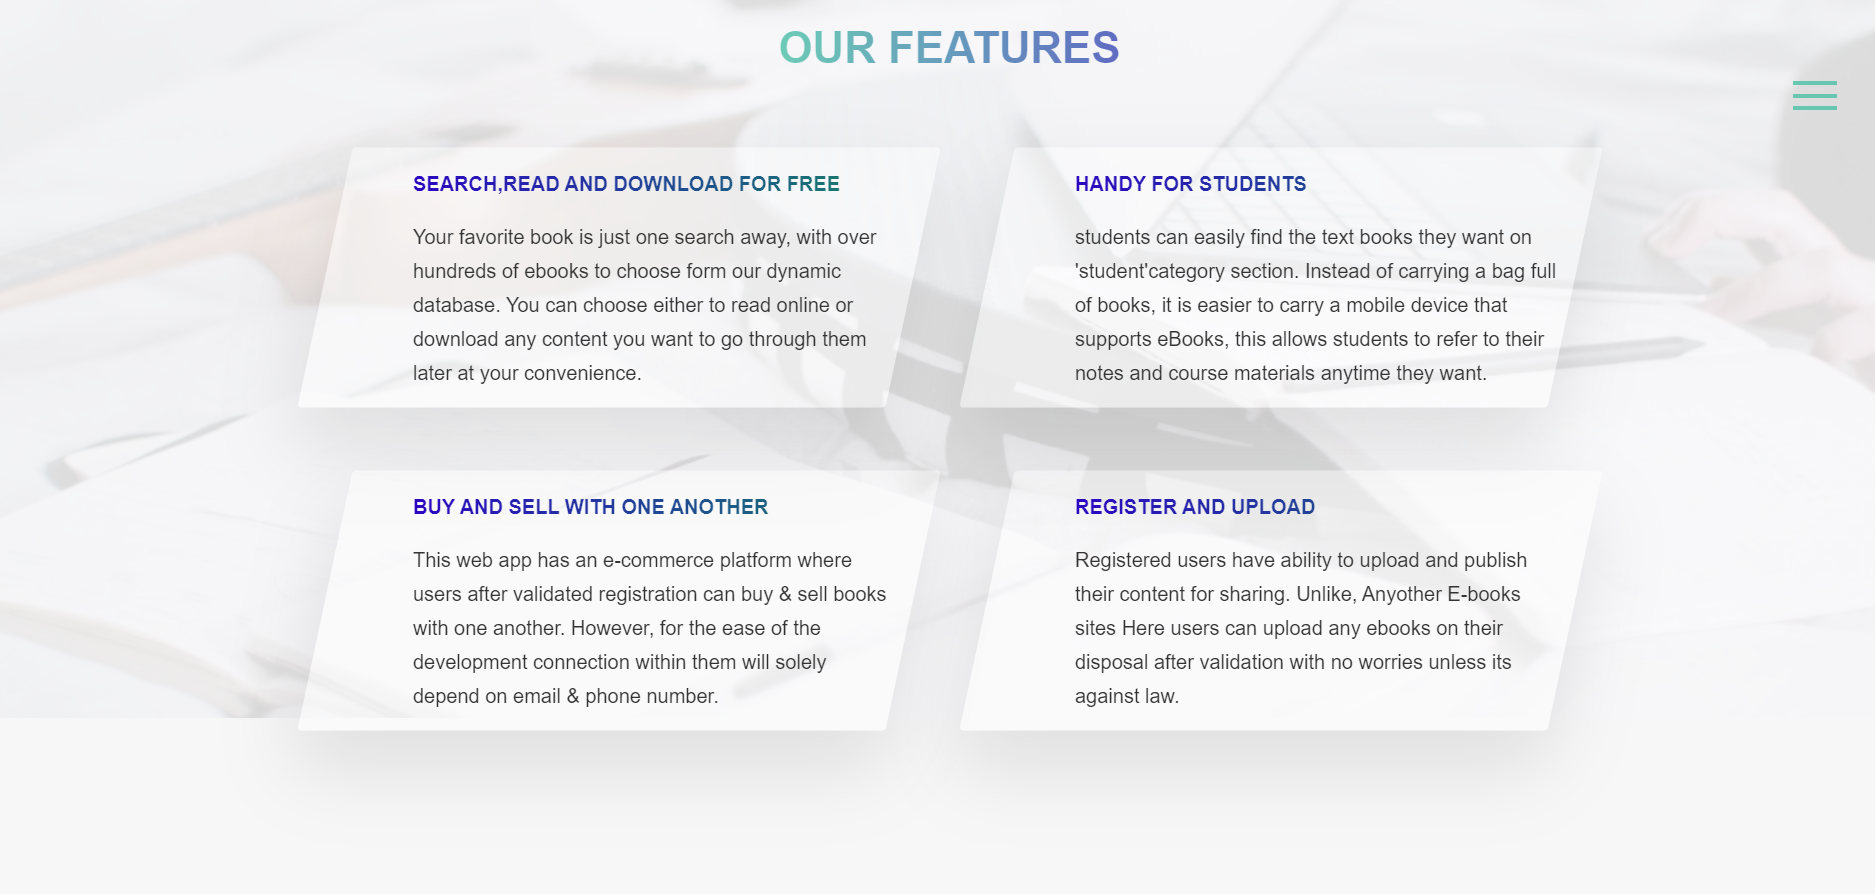 OUR FEATURES
SEARCH,READ AND DOWNLOAD FOR FREE
Your favorite book is just one search away, with over
hundreds of ebooks to choose form our dynamic
database. You can choose either to read online or
download any content you want to go through them
later at your convenience.
HANDY FOR STUDENTS
students can easily find the text books they want on
'student'category section. Instead of carrying a bag full
of books, it is easier to carry a mobile device that
supports eBooks, this allows students to refer to their
notes and course materials anytime they want.
BUY AND SELL WITH ONE ANOTHER
This web app has an e-commerce platform where
users after validated registration can buy & sell books
with one another. However, for the ease of the
development connection within them will solely
depend on email & phone number.
REGISTER AND UPLOAD
Registered users have ability to upload and publish
their content for sharing. Unlike, Anyother E-books
sites Here users can upload any ebooks on their
disposal after validation with no worries unless its
against law.